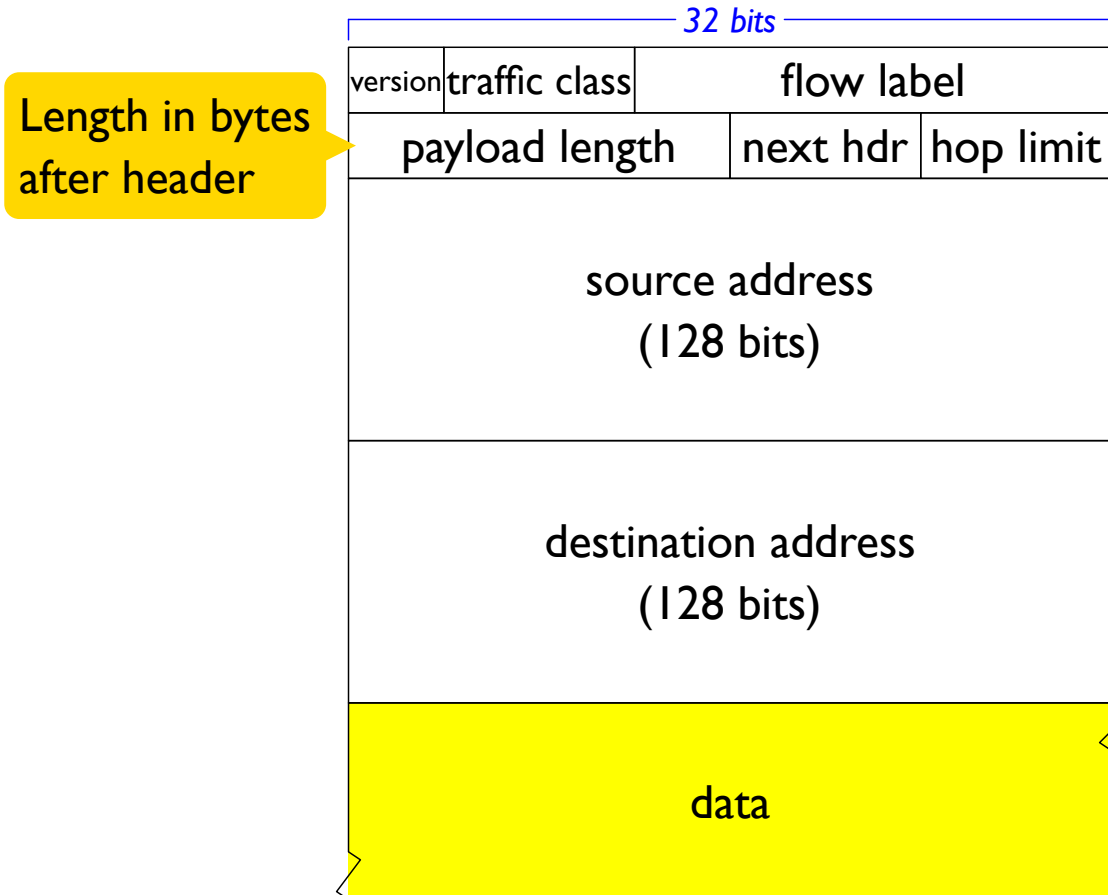 32 bits
version traffic class flow label
Length in bytes
after header
payload length next hdr hop limit
source address
(128 bits)
destination address
(128 bits)
data